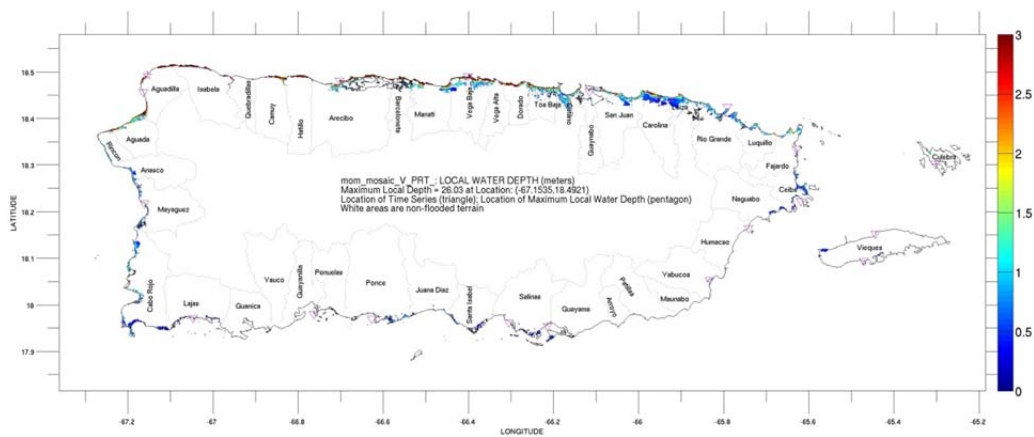 3
2.5
2
1.5
1
0.5
0
18.5
18.4
18.3
18.2
18.1
18
17.9
LATITUDE
Aguadilla
Isabela
Quebradillas
Camuy
Hatillo
Arecibo
Barceloneta
Manati
Vega Baja
Vega Alta
Dorado
Toa Baja
Catano
Guaynabo
San Juan
Carolina
Loiza
Rio Grande
Luquillo
Fajardo
Ceiba
Culebra
Aguada
Rincon
Anasco
Mayaguez
Naguabo
Humacao
Vieques
mom_mosaic_V_PRT_: LOCAL WATER DEPTH (meters)
Maximum Local Depth = 26.03 at Location: (-67.1535,18.4921)
Location of Time Series (triangle); Location of Maximum Local Water Depth (pentagon)
White areas are non-flooded terrain
Cabo Rojo
Lajas
Guanica
Yauco
Guayanilla
Penuelas
Ponce
Juana Diaz
Santa Isabel
Salinas
Guayama
Arroyo
Patillas
Maunabo
Yabucoa
-67.2
-67
-66.8
-66.6
-66.4
-66.2
-66
-65.8
-65.6
-65.4
-65.2
LONGITUDE